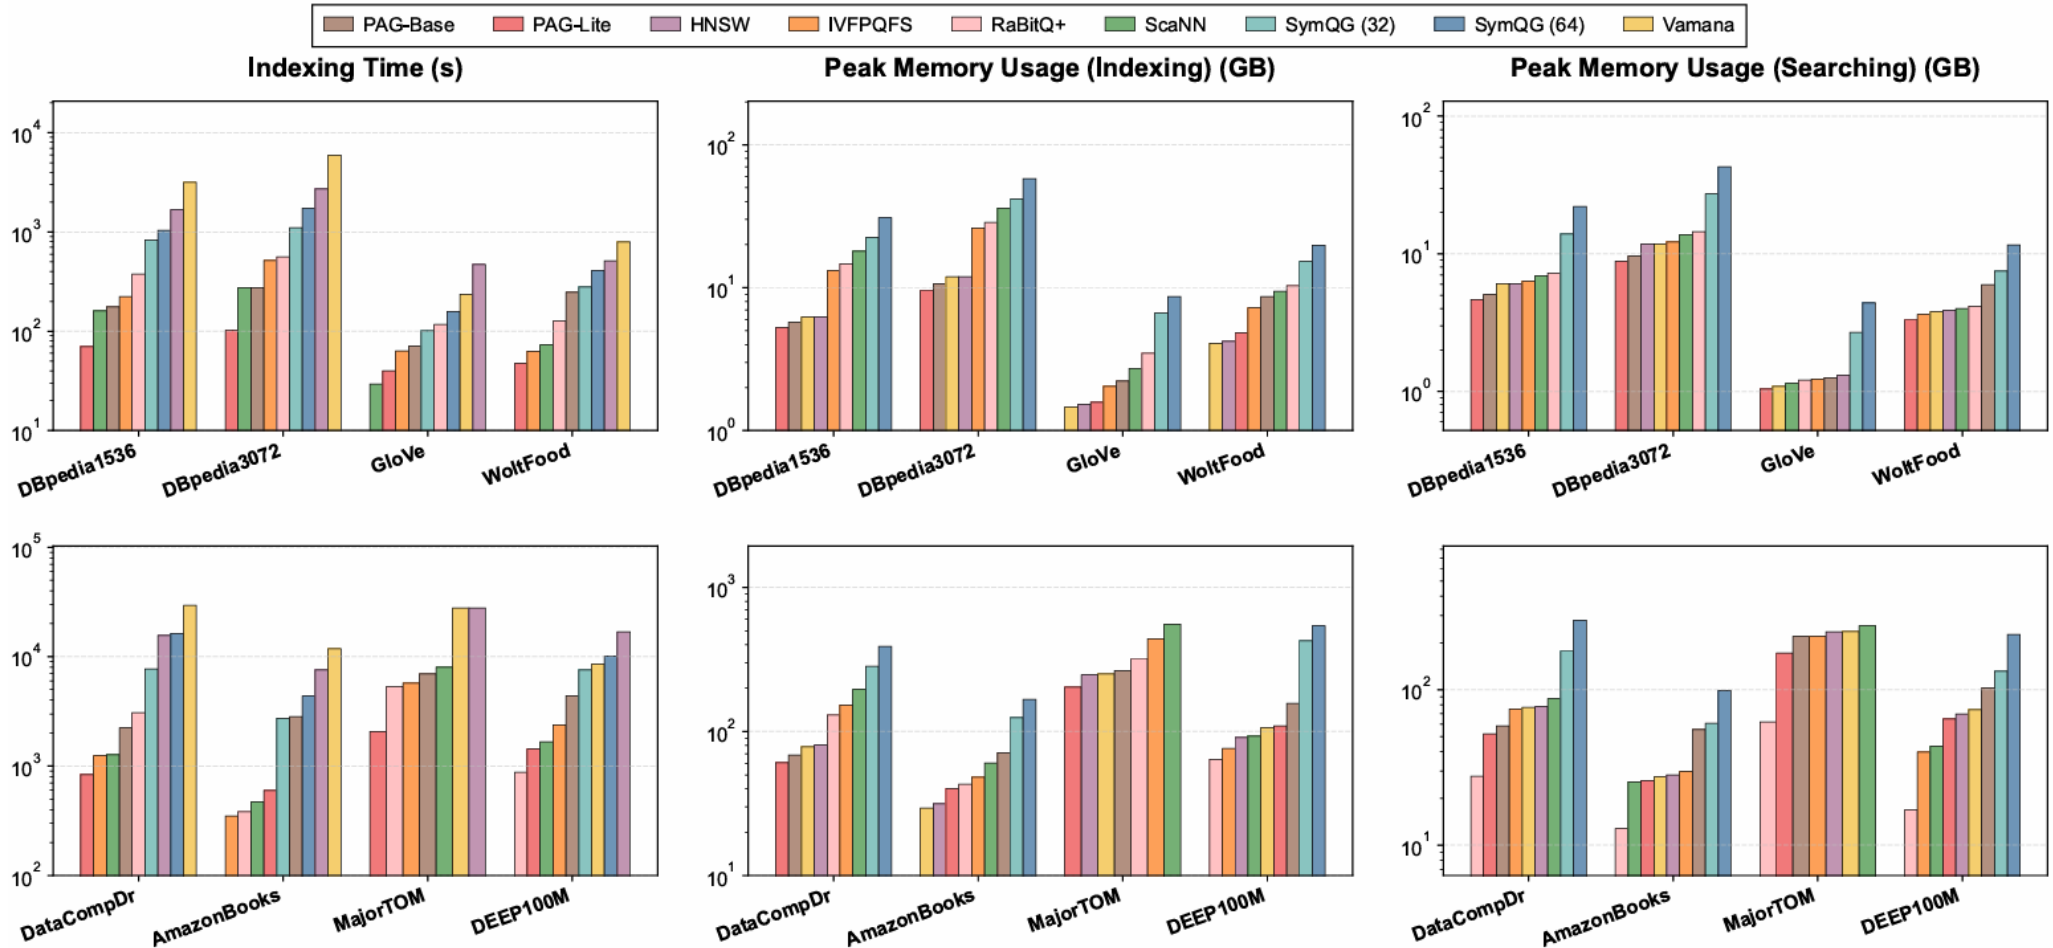 PAG-Base PAG-Lite HNSW IVFPQFS RaBitQ+ ScaNN SymQG (32) SymQG (64) Vamana
Indexing Time (s) Peak Memory Usage (Indexing) (GB) Peak Memory Usage (Searching) (GB)
10^4
10^3
10^2
10^1
DBpedia1536 DBpedia3072 GloVe WoltFood
10^2
10^1
10^0
DBpedia1536 DBpedia3072 GloVe WoltFood
10^2
10^1
10^0
DBpedia1536 DBpedia3072 GloVe WoltFood
10^5
10^4
10^3
10^2
DataCompDr AmazonBooks MajorTOM DEEP100M
10^3
10^2
10^1
DataCompDr AmazonBooks MajorTOM DEEP100M
10^2
10^1
DataCompDr AmazonBooks MajorTOM DEEP100M